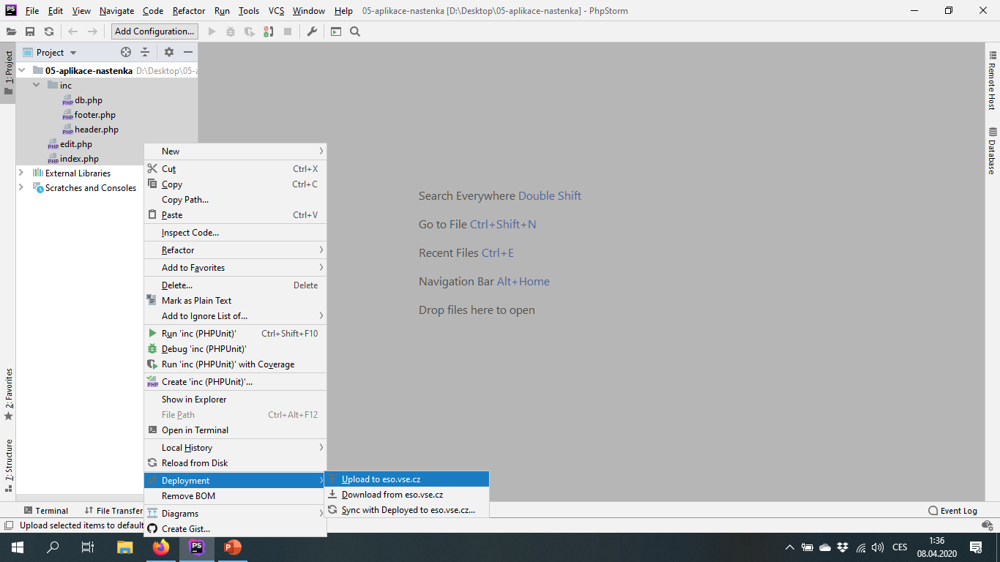 PS File Edit View Navigate Code Refactor Run Tools VCS Window Help 05-aplikace-nastenka [D:\Desktop\05-aplikace-nastenka] - PhpStorm
Add Configuration...
1: Project
Project
05-aplikace-nastenka D:\Desktop\05-a
inc
PHP db.php
PHP footer.php
PHP header.php
PHP edit.php
PHP index.php
External Libraries
Scratches and Consoles
New
Cut Ctrl+X
Copy Ctrl+C
Copy Path...
Paste Ctrl+V
Inspect Code...
Refactor
Add to Favorites
Delete... Delete
Mark as Plain Text
Add to Ignore List of...
Run 'inc (PHPUnit)' Ctrl+Shift+F10
Debug 'inc (PHPUnit)'
Run 'inc (PHPUnit)' with Coverage
PHP Create 'inc (PHPUnit)'...
Show in Explorer
File Path Ctrl+Alt+F12
Open in Terminal
Local History
Reload from Disk
Deployment
Remove BOM
Diagrams
Create Gist...
Upload to eso.vse.cz
Download from eso.vse.cz
Sync with Deployed to eso.vse.cz...
Search Everywhere Double Shift
Go to File Ctrl+Shift+N
Recent Files Ctrl+E
Navigation Bar Alt+Home
Drop files here to open
Remote Host
Database
2: Favorites
7: Structure
Terminal File Transfer
Event Log
Upload selected items to default
PS
P
CES
1:36
08.04.2020